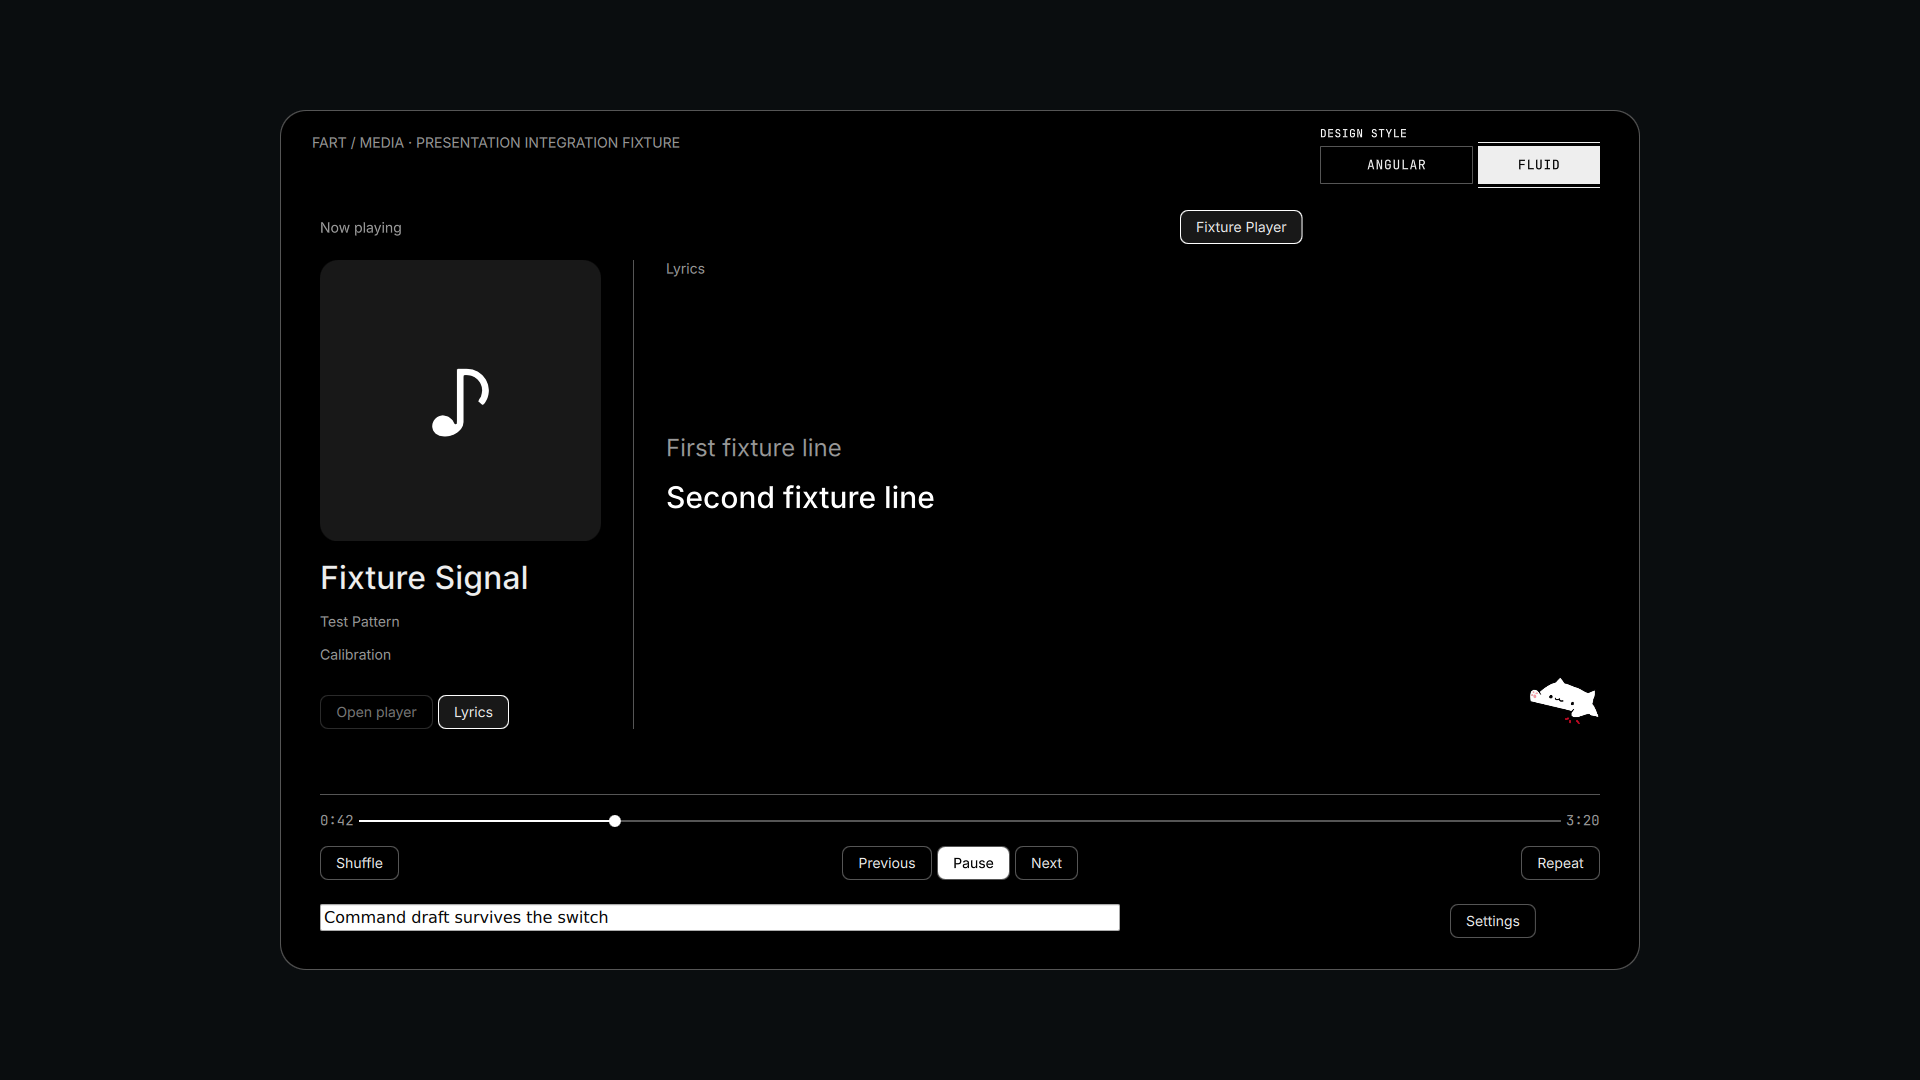 FART / MEDIA · PRESENTATION INTEGRATION FIXTURE
DESIGN STYLE
ANGULAR
FLUID
Now playing
Fixture Player
Lyrics
First fixture line
Second fixture line
Fixture Signal
Test Pattern
Calibration
Open player
Lyrics
0:42
3:20
Shuffle
Previous
Pause
Next
Repeat
Command draft survives the switch
Settings